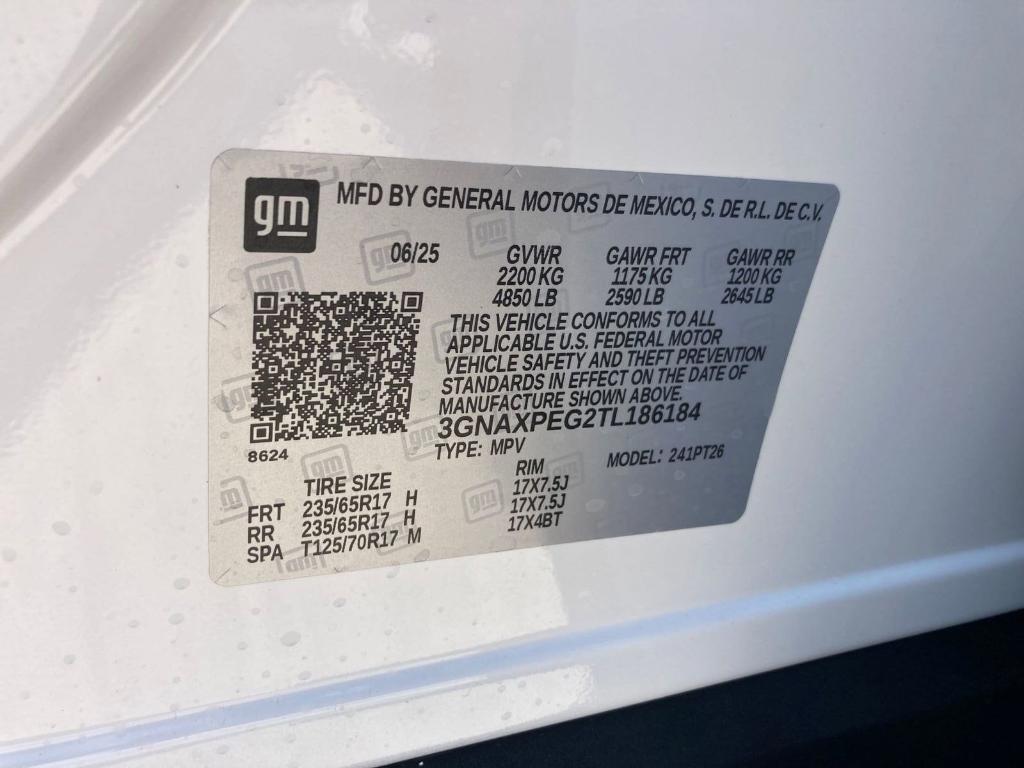 gm MFD BY GENERAL MOTORS DE MEXICO, S. DE R.L. DE C.V.
06/25 GVWR GAWR FRT GAWR RR
2200 KG 1175 KG 1200 KG
4850 LB 2590 LB 2645 LB
THIS VEHICLE CONFORMS TO ALL
APPLICABLE U.S. FEDERAL MOTOR
VEHICLE SAFETY AND THEFT PREVENTION
STANDARDS IN EFFECT ON THE DATE OF
MANUFACTURE SHOWN ABOVE.
3GNAXPEG2TL186184
8624 TYPE: MPV MODEL: 241PT26
TIRE SIZE RIM
FRT 235/65R17 H 17X7.5J
RR 235/65R17 H 17X7.5J
SPA T125/70R17 M 17X4BT